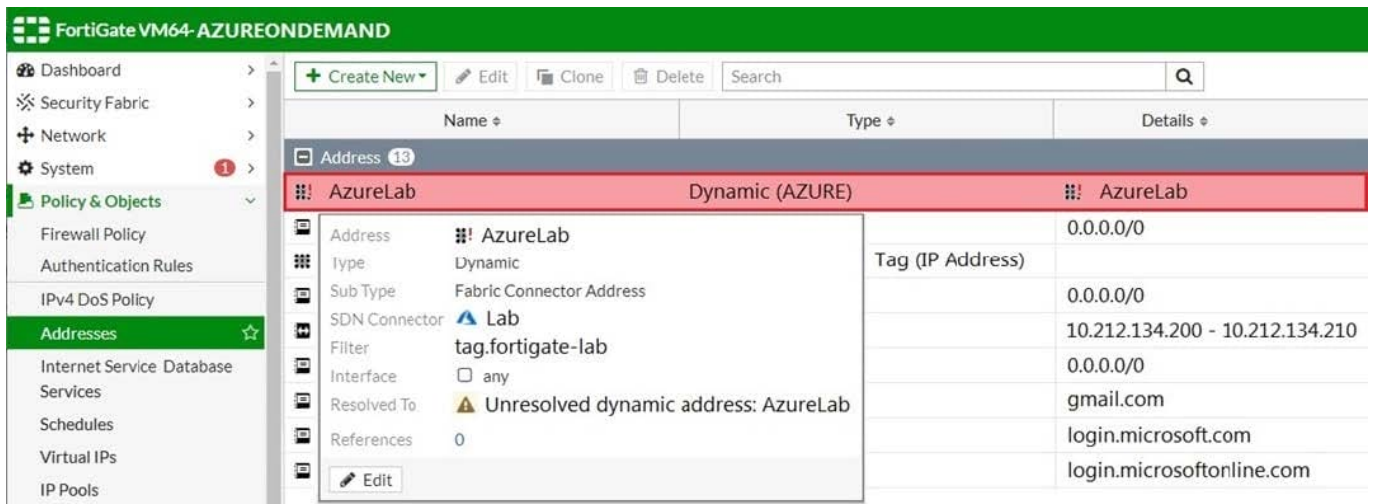 FortiGate VM64-AZUREONDEMAND
Dashboard
Security Fabric
Network
System 1
Policy & Objects
Firewall Policy
Authentication Rules
IPv4 DoS Policy
Addresses
Internet Service Database
Services
Schedules
Virtual IPs
IP Pools
+ Create New Edit Clone Delete Search
Name Type Details
Address 13
AzureLab Dynamic (AZURE) AzureLab
0.0.0.0/0
Tag (IP Address)
0.0.0.0/0
10.212.134.200 - 10.212.134.210
0.0.0.0/0
gmail.com
login.microsoft.com
login.microsoftonline.com
Address AzureLab
Type Dynamic
Sub Type Fabric Connector Address
SDN Connector Lab
Filter tag.fortigate-lab
Interface any
Resolved To Unresolved dynamic address: AzureLab
References 0
Edit